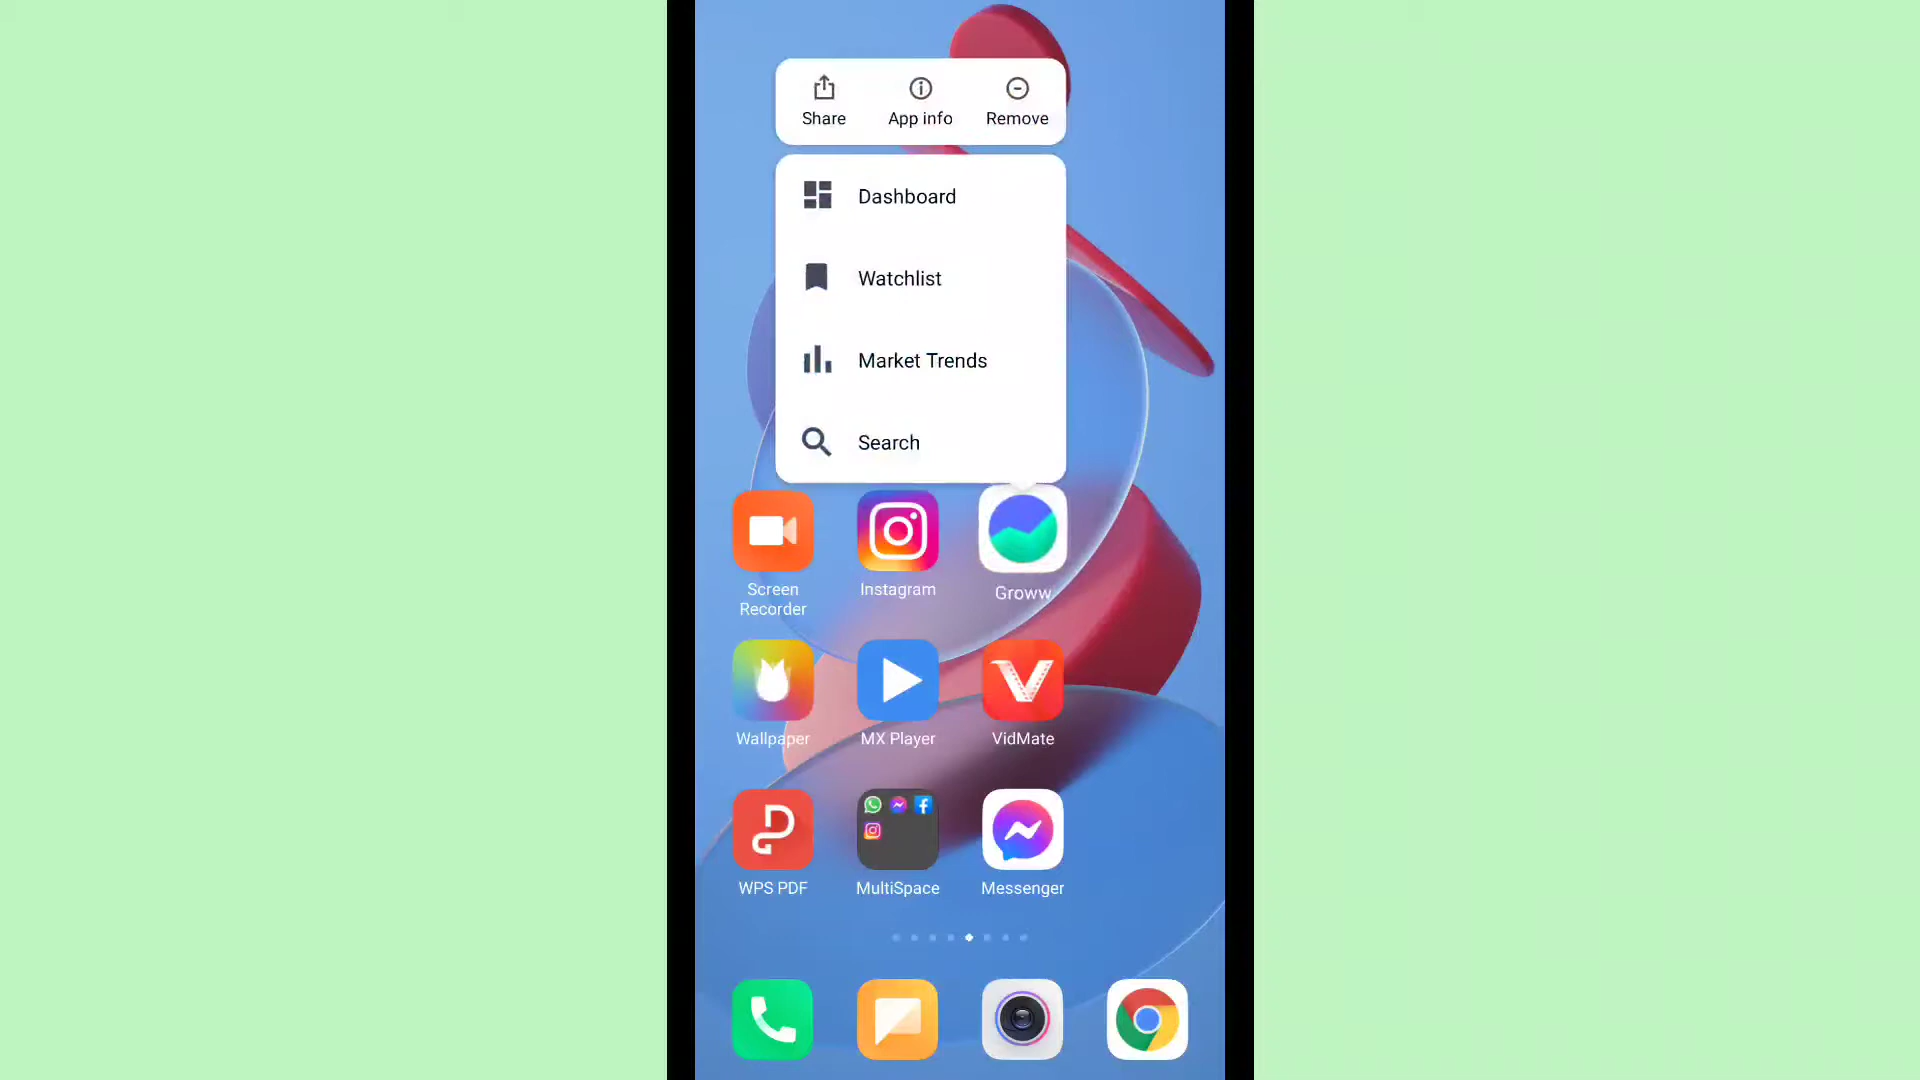 Share App info Remove
Dashboard
Watchlist
Market Trends
Search
Screen Recorder
Instagram
Groww
Wallpaper
MX Player
VidMate
WPS PDF
MultiSpace
Messenger